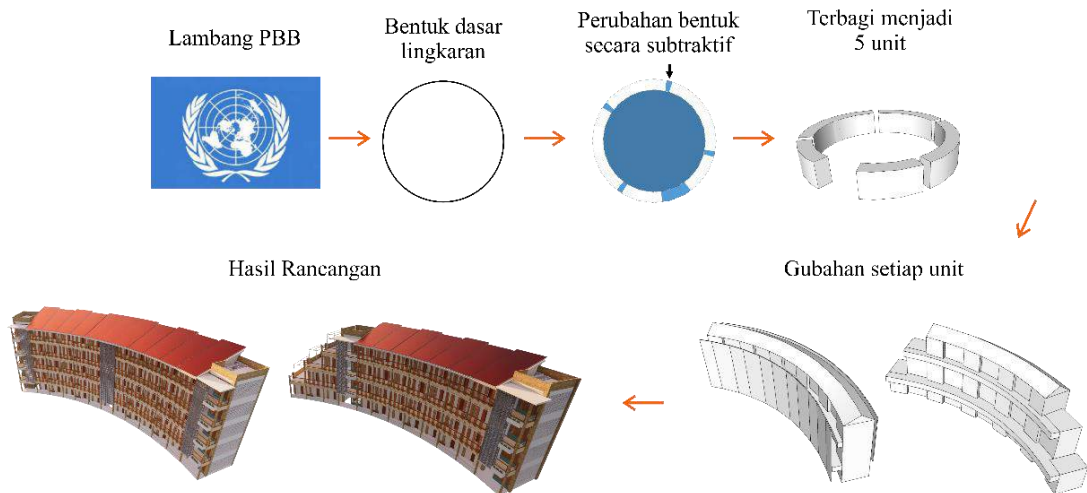 Lambang PBB
Bentuk dasar
lingkaran
Perubahan bentuk
secara subtraktif
Terbagi menjadi
5 unit
Hasil Rancangan
Gubahan setiap unit